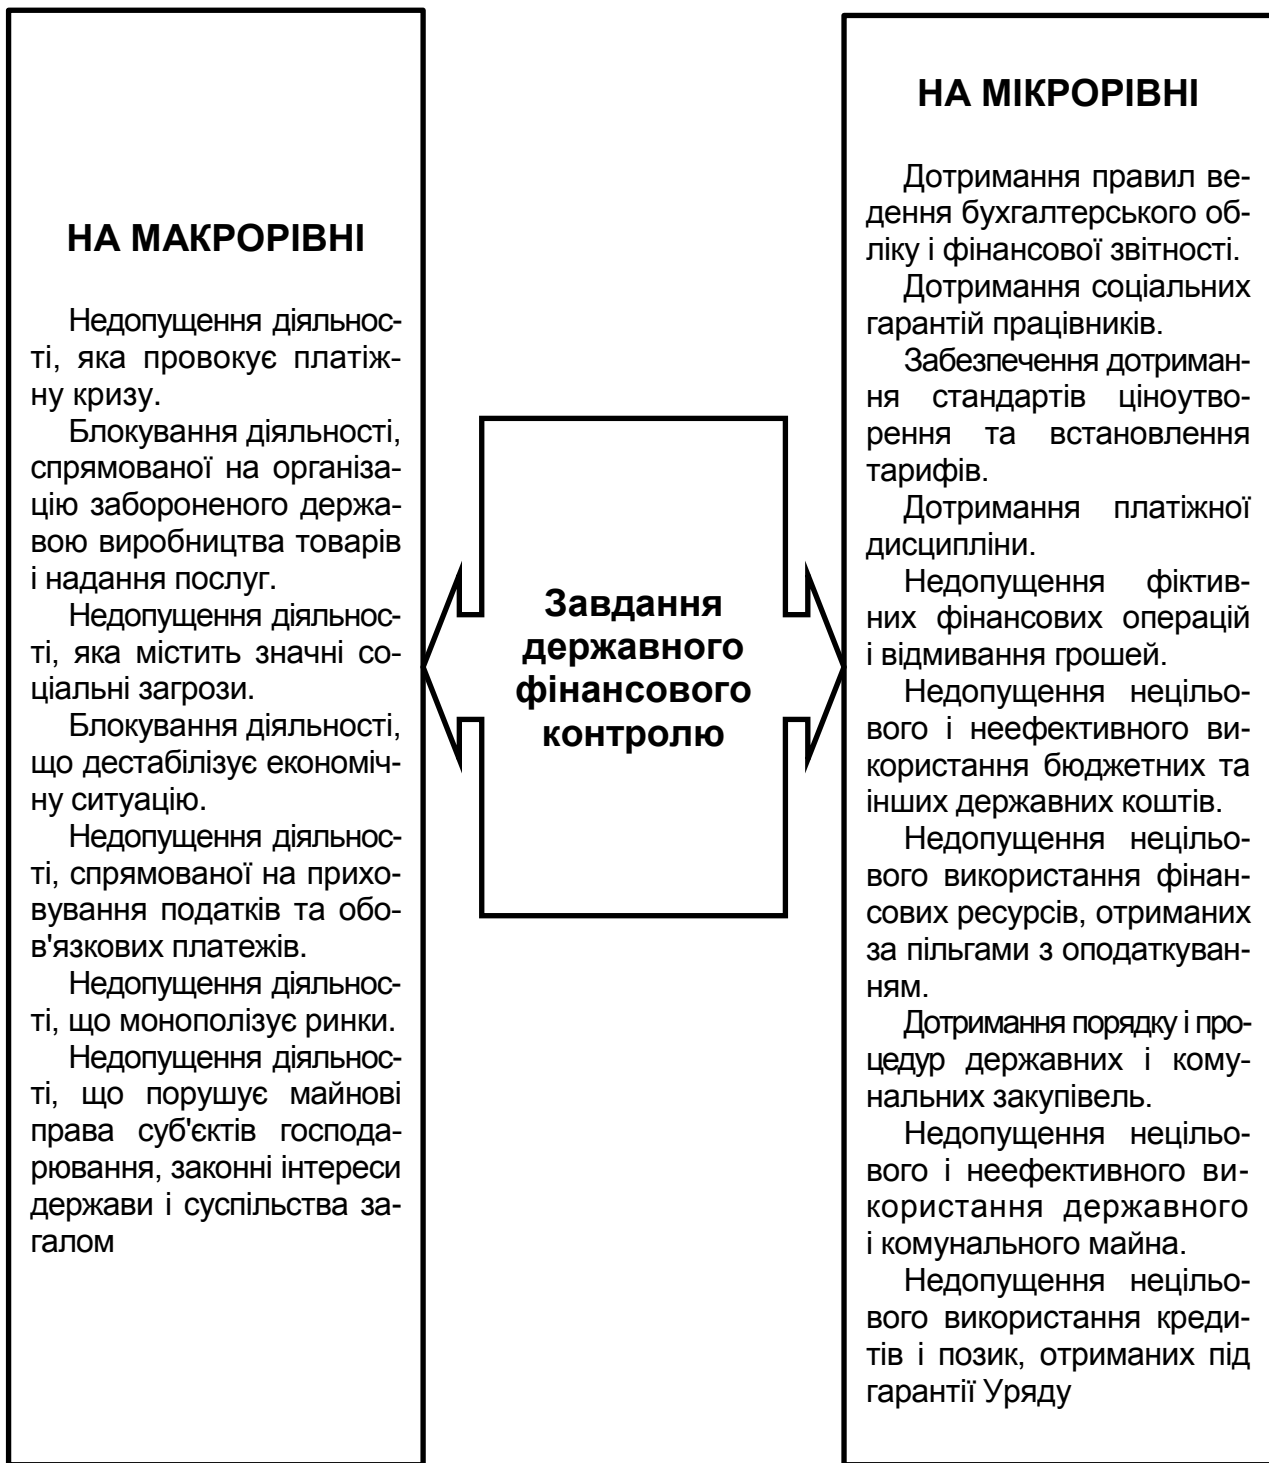 НА МАКРОРІВНІ
Недопущення діяльнос-
ті, яка провокує платіж-
ну кризу.
Блокування діяльності,
спрямованої на організа-
цію забороненого держа-
вою виробництва товарів
і надання послуг.
Недопущення діяльнос-
ті, яка містить значні со-
ціальні загрози.
Блокування діяльності,
що дестабілізує економіч-
ну ситуацію.
Недопущення діяльнос-
ті, спрямованої на прихо-
вування податків та обо-
в'язкових платежів.
Недопущення діяльнос-
ті, що монополізує ринки.
Недопущення діяльнос-
ті, що порушує майнові
права суб'єктів господа-
рювання, законні інтереси
держави і суспільства за-
галом
Завдання
державного
фінансового
контролю
НА МІКРОРІВНІ
Дотримання правил ве-
дення бухгалтерського об-
ліку і фінансової звітності.
Дотримання соціальних
гарантій працівників.
Забезпечення дотриман-
ня стандартів ціноутво-
рення та встановлення
тарифів.
Дотримання платіжної
дисципліни.
Недопущення фіктив-
них фінансових операцій
і відмивання грошей.
Недопущення нецільо-
вого і неефективного ви-
користання бюджетних та
інших державних коштів.
Недопущення нецільо-
вого використання фінан-
сових ресурсів, отриманих
за пільгами з оподаткуван-
ням.
Дотримання порядку і про-
цедур державних і кому-
нальних закупівель.
Недопущення нецільо-
вого і неефективного ви-
користання державного
і комунального майна.
Недопущення нецільо-
вого використання креди-
тів і позик, отриманих під
гарантії Уряду